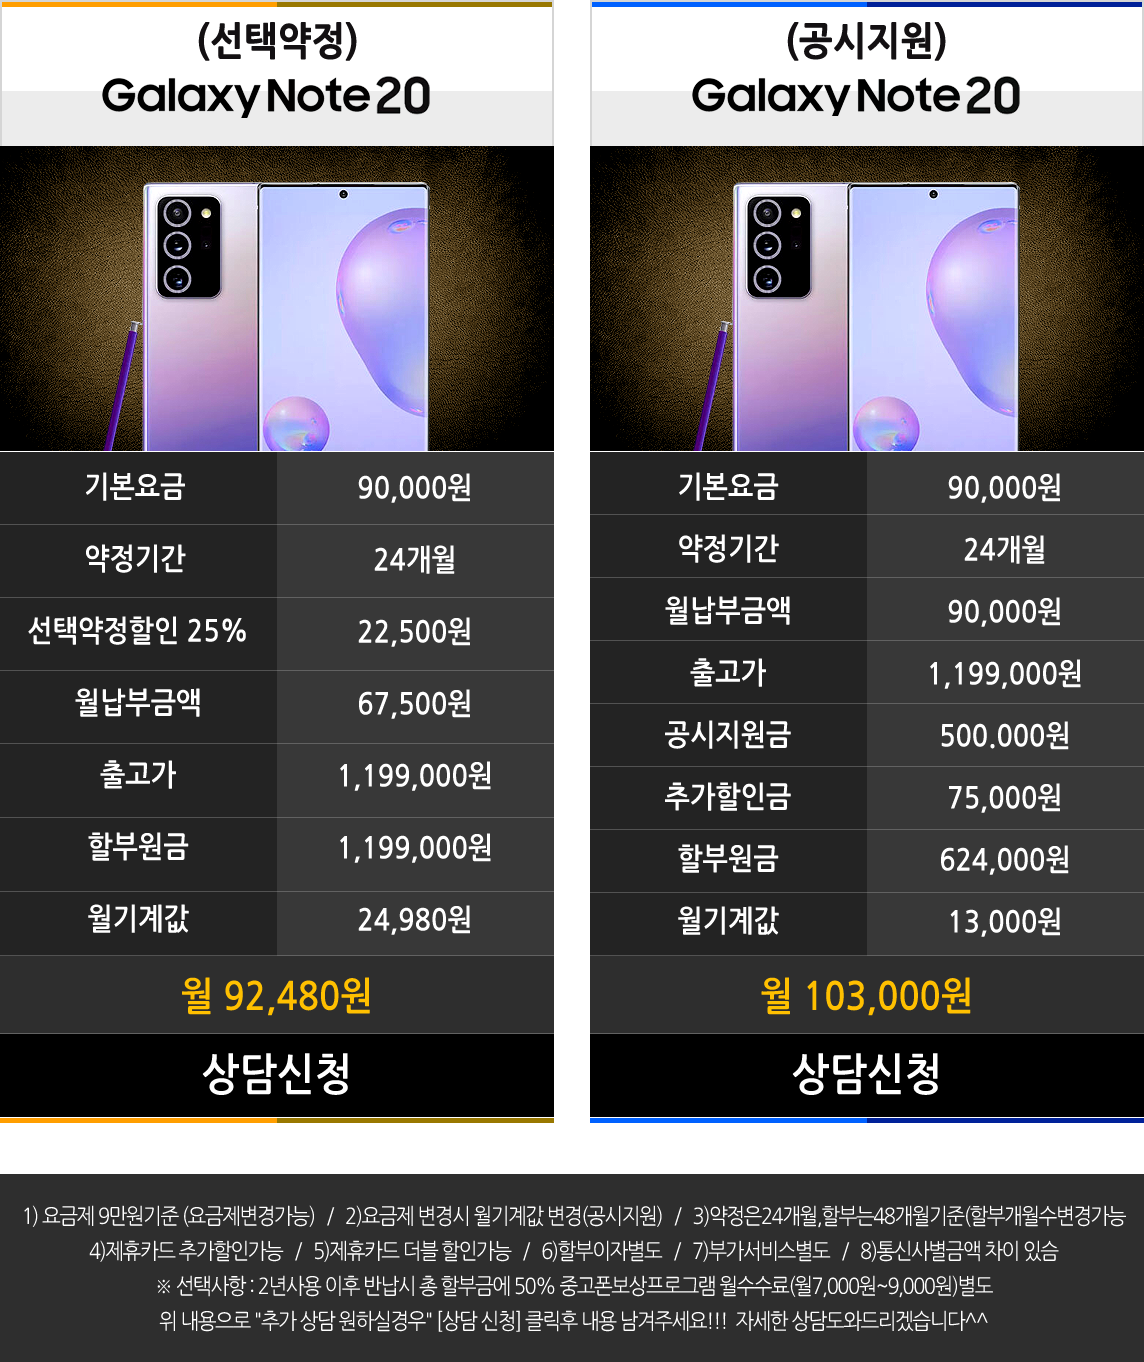 (선택약정)
Galaxy Note 20
기본요금 90,000원
약정기간 24개월
선택약정할인 25% 22,500원
월납부금액 67,500원
출고가 1,199,000원
할부원금 1,199,000원
월기계값 24,980원
월 92,480원
상담신청
(공시지원)
Galaxy Note 20
기본요금 90,000원
약정기간 24개월
월납부금액 90,000원
출고가 1,199,000원
공시지원금 500.000원
추가할인금 75,000원
할부원금 624,000원
월기계값 13,000원
월 103,000원
상담신청
1) 요금제 9만원기준 (요금제변경가능) / 2)요금제 변경시 월기계값 변경(공시지원) / 3)약정은24개월,할부는48개월기준(할부개월수변경가능
4)제휴카드 추가할인가능 / 5)제휴카드 더블 할인가능 / 6)할부이자별도 / 7)부가서비스별도 / 8)통신사별금액 차이 있슴
※ 선택사항 : 2년사용 이후 반납시 총 할부금에 50% 중고폰보상프로그램 월수수료(월7,000원~9,000원)별도
위 내용으로 "추가 상담 원하실경우" [상담 신청] 클릭후 내용 남겨주세요!!! 자세한 상담도와드리겠습니다^^